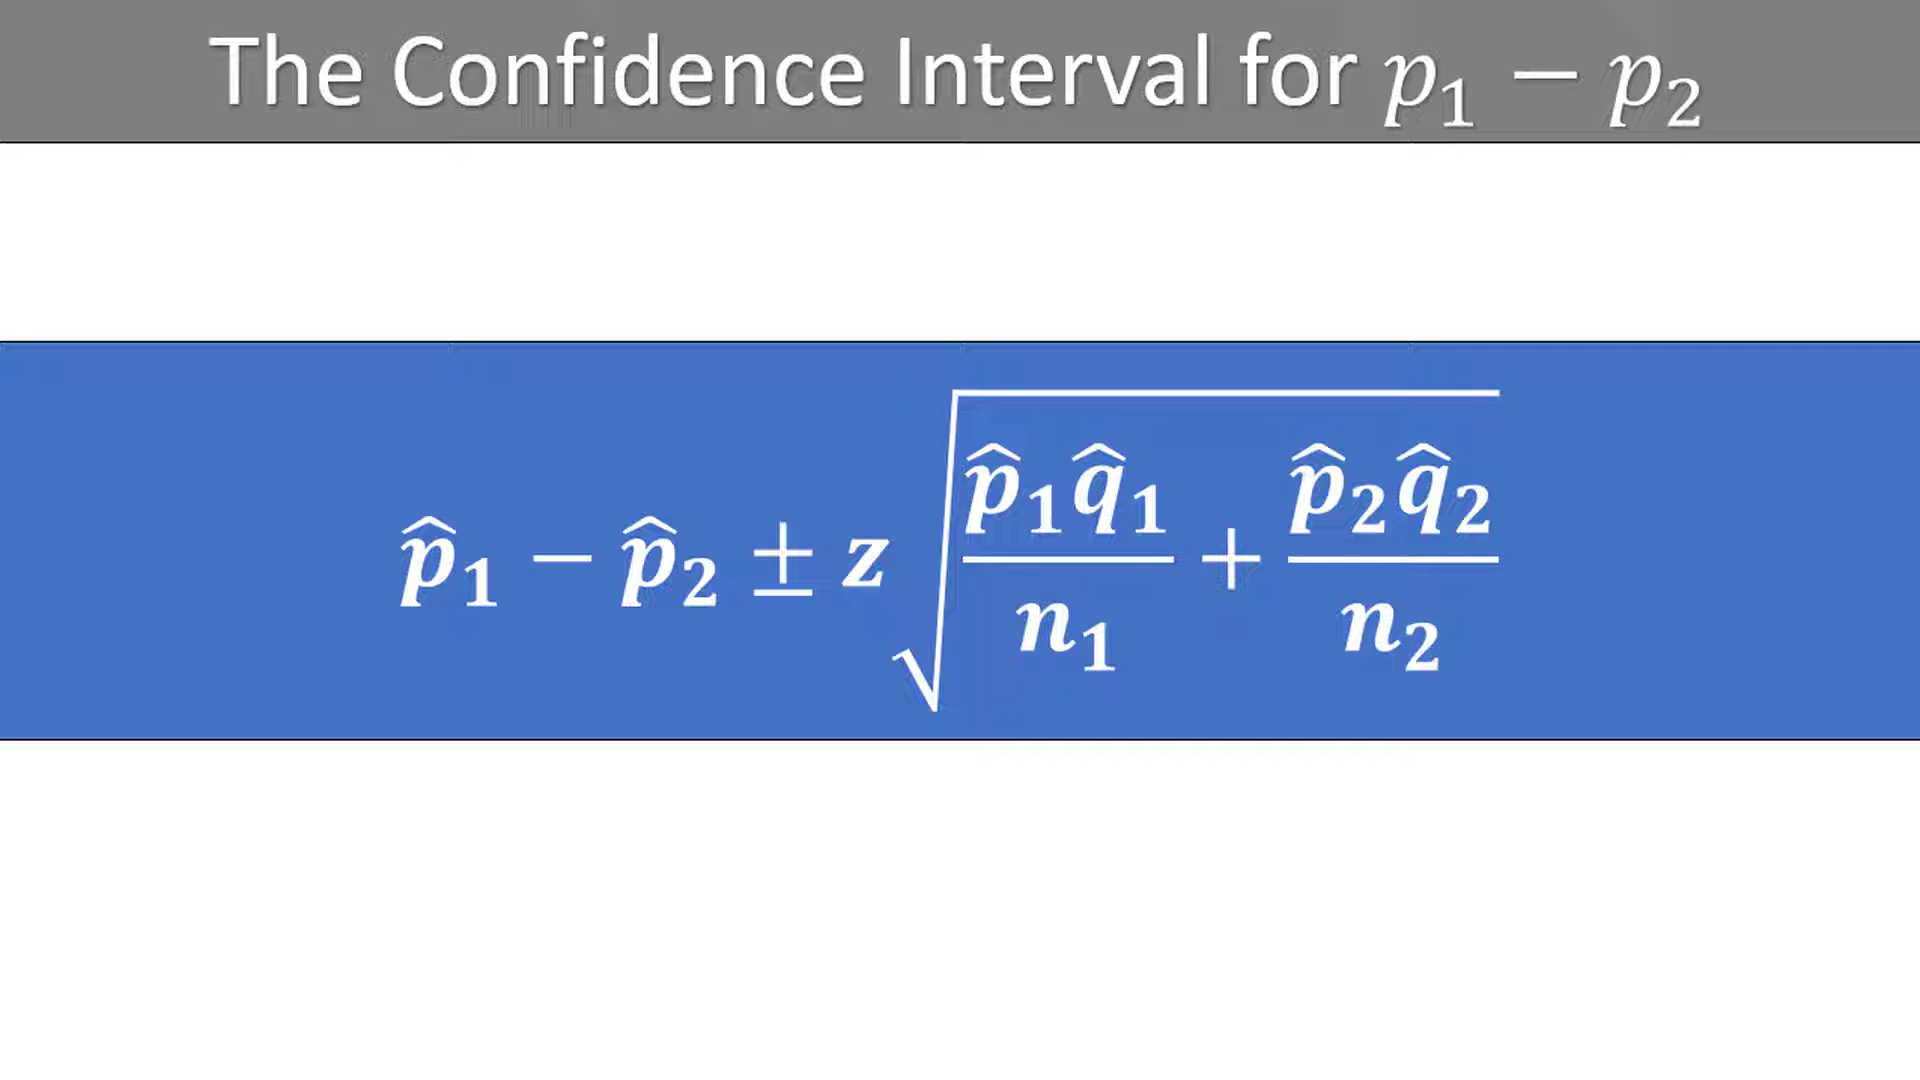 The Confidence Interval for p₁ − p₂
p̂₁ − p̂₂ ± z √(p̂₁q̂₁/n₁ + p̂₂q̂₂/n₂)